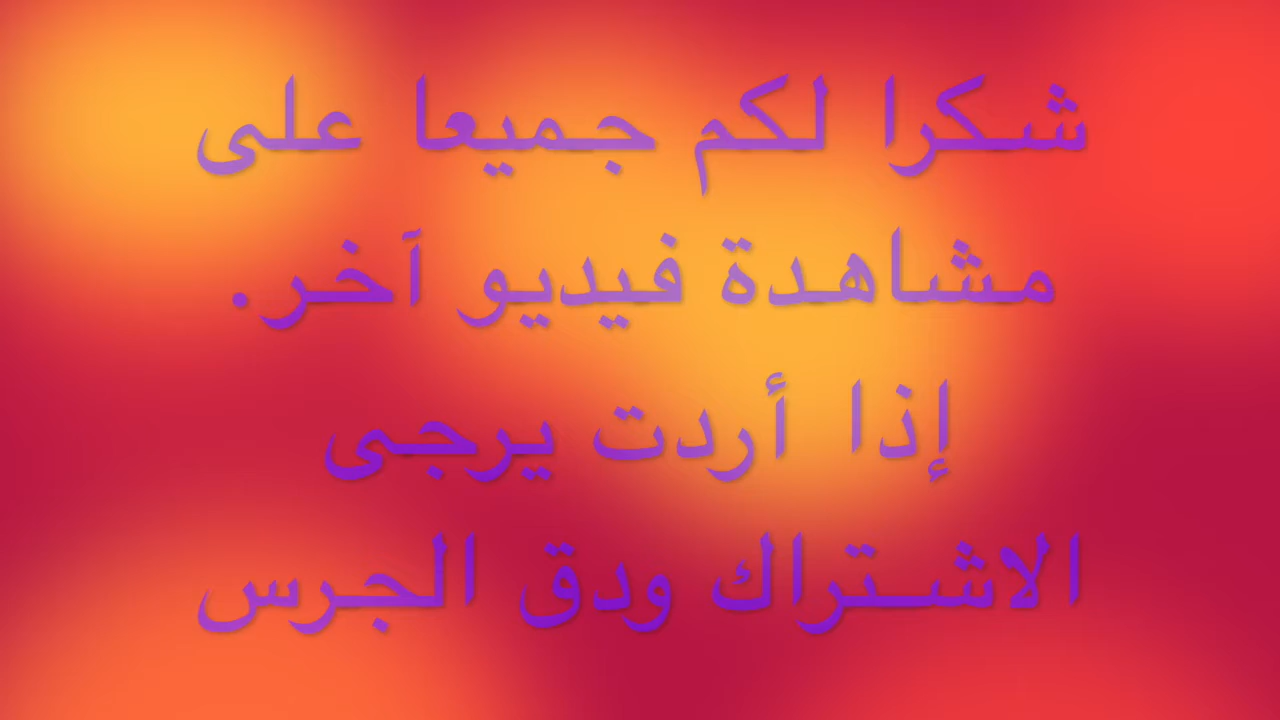 شكرا لكم جميعا على
مشاهدة فيديو آخر.
إذا أردت يرجى
الاشتراك ودق الجرس